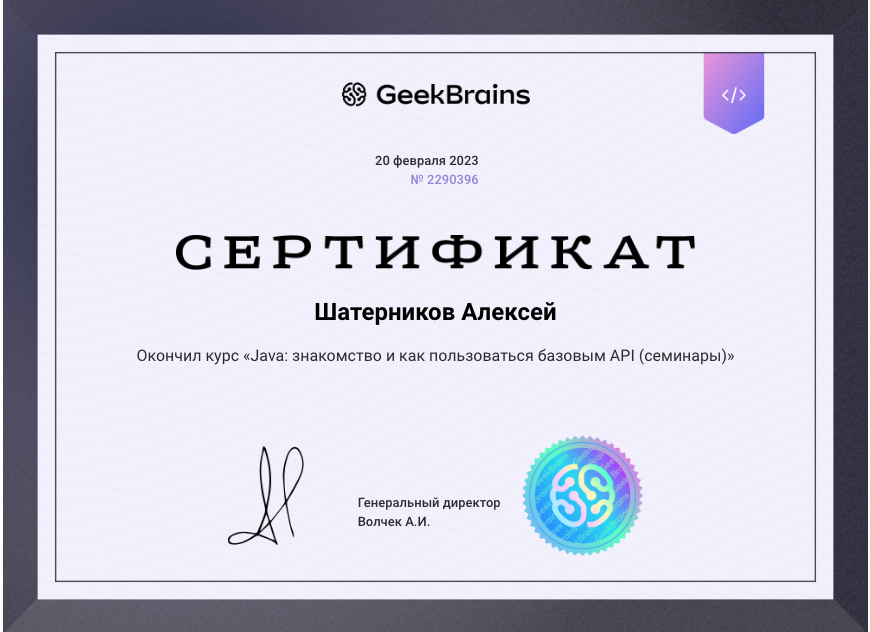 GeekBrains
</>
20 февраля 2023
№ 2290396
СЕРТИФИКАТ
Шатерников Алексей
Окончил курс «Java: знакомство и как пользоваться базовым API (семинары)»
Генеральный директор
Волчек А.И.